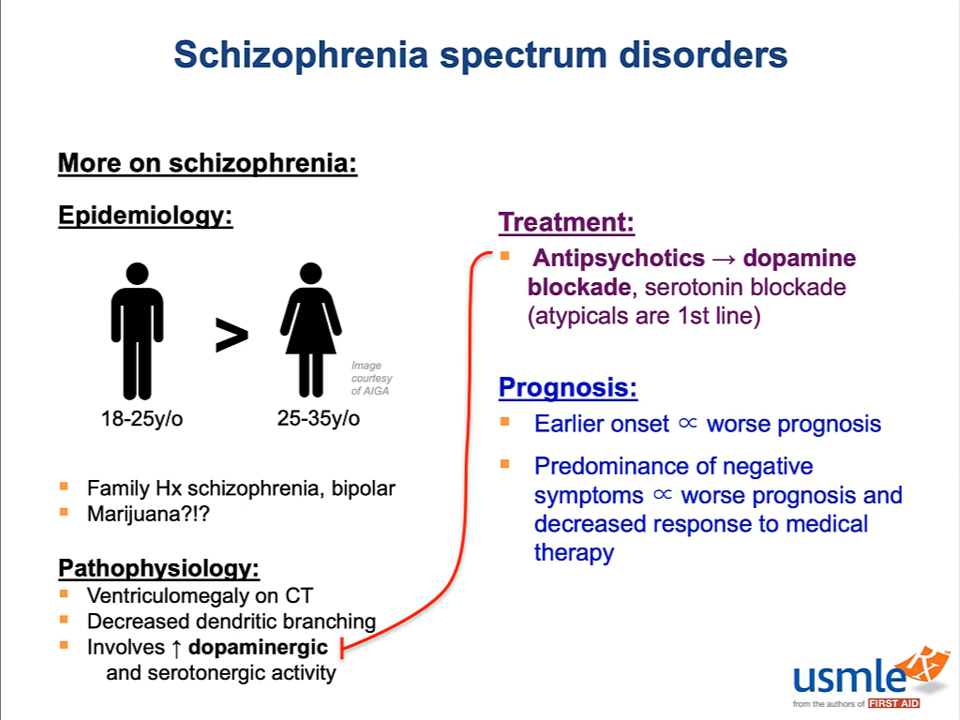 Schizophrenia spectrum disorders
More on schizophrenia:
Epidemiology:
>
Image
courtesy
of AIGA
18-25y/o
25-35y/o
Family Hx schizophrenia, bipolar
Marijuana?!?
Pathophysiology:
Ventriculomegaly on CT
Decreased dendritic branching
Involves ↑ dopaminergic
and serotonergic activity
Treatment:
Antipsychotics → dopamine
blockade, serotonin blockade
(atypicals are 1st line)
Prognosis:
Earlier onset ∝ worse prognosis
Predominance of negative
symptoms ∝ worse prognosis and
decreased response to medical
therapy
usmle Rx™
from the authors of FIRST AID